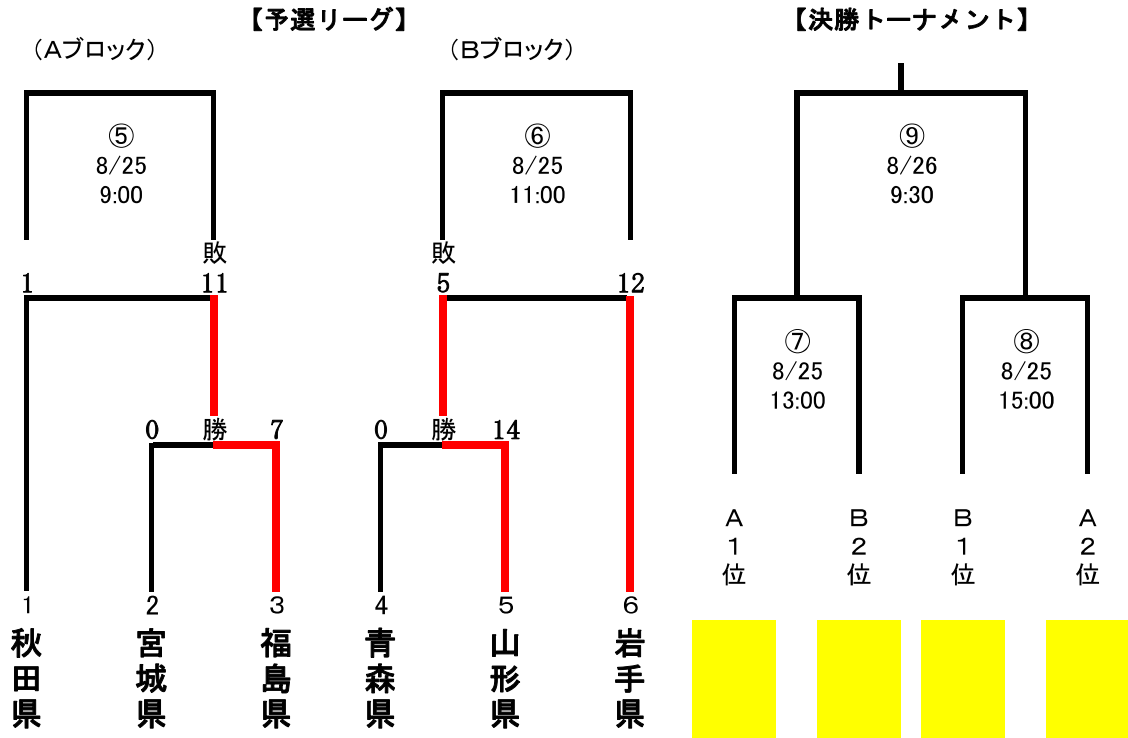 【予選リーグ】
【決勝トーナメント】
（Aブロック）
（Bブロック）
⑤
8/25
9:00
⑥
8/25
11:00
⑨
8/26
9:30
敗
敗
1
11
5
12
⑦
8/25
13:00
⑧
8/25
15:00
0
勝
7
0
勝
14
A1位
B2位
B1位
A2位
1
2
3
4
5
6
秋田県
宮城県
福島県
青森県
山形県
岩手県